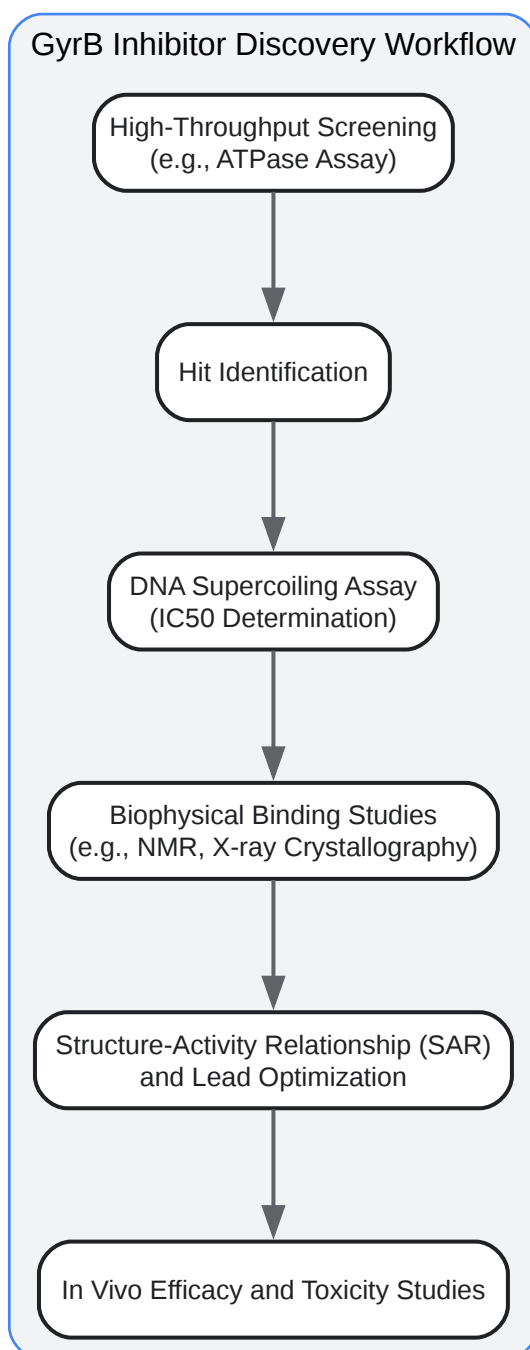 GyrB Inhibitor Discovery Workflow
High-Throughput Screening
(e.g., ATPase Assay)
Hit Identification
DNA Supercoiling Assay
(IC50 Determination)
Biophysical Binding Studies
(e.g., NMR, X-ray Crystallography)
Structure-Activity Relationship (SAR)
and Lead Optimization
In Vivo Efficacy and Toxicity Studies